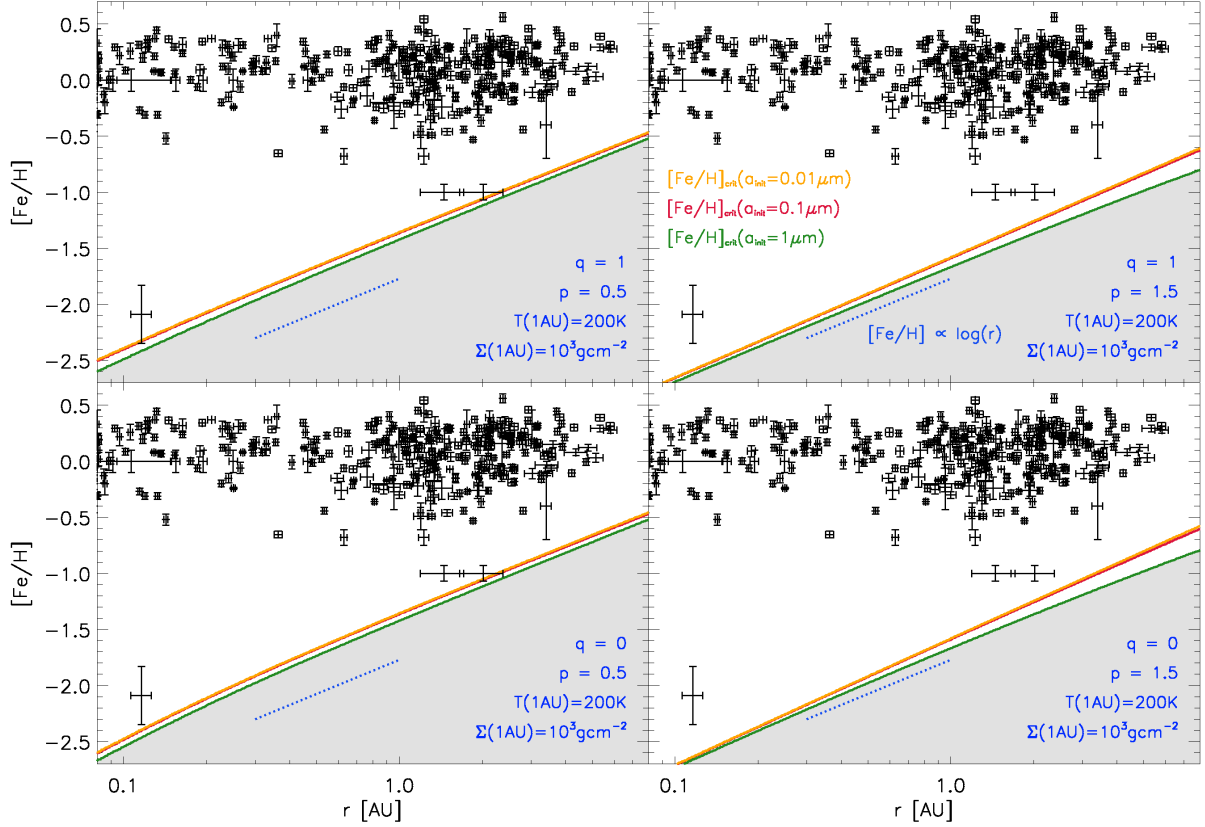 0.5
0.0
−0.5
−1.0
−1.5
−2.0
−2.5
[Fe/H]
q = 1
p = 0.5
T(1AU)=200K
Σ(1AU)=10³gcm⁻²
[Fe/H]crit(ainit=0.01μm)
[Fe/H]crit(ainit=0.1μm)
[Fe/H]crit(ainit=1μm)
q = 1
p = 1.5
T(1AU)=200K
[Fe/H] ∝ log(r)
Σ(1AU)=10³gcm⁻²
0.5
0.0
−0.5
−1.0
−1.5
−2.0
−2.5
[Fe/H]
q = 0
p = 0.5
T(1AU)=200K
Σ(1AU)=10³gcm⁻²
q = 0
p = 1.5
T(1AU)=200K
Σ(1AU)=10³gcm⁻²
0.1
1.0
r [AU]
0.1
1.0
r [AU]